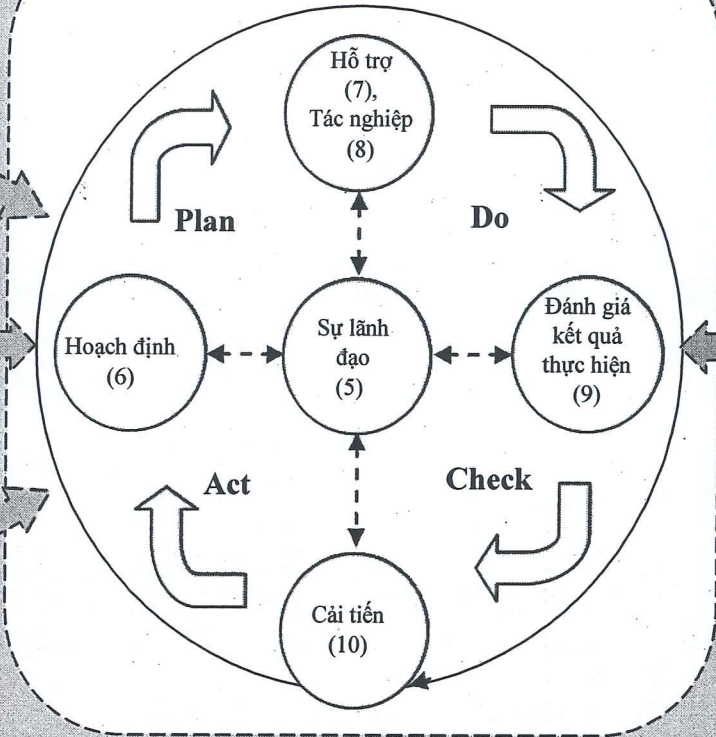 Hỗ trợ
(7),
Tác nghiệp
(8)
Plan
Do
Hoạch định
(6)
Sự lãnh
đạo
(5)
Đánh giá
kết quả
thực hiện
(9)
Act
Check
Cải tiến
(10)